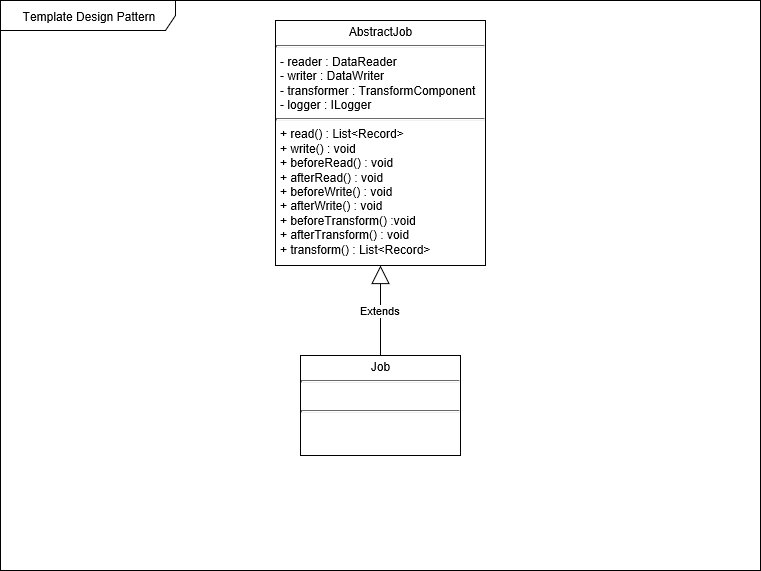 Template Design Pattern
AbstractJob
- reader : DataReader
- writer : DataWriter
- transformer : TransformComponent
- logger : ILogger
+ read() : List<Record>
+ write() : void
+ beforeRead() : void
+ afterRead() : void
+ beforeWrite() : void
+ afterWrite() : void
+ beforeTransform() :void
+ afterTransform() : void
+ transform() : List<Record>
Extends
Job